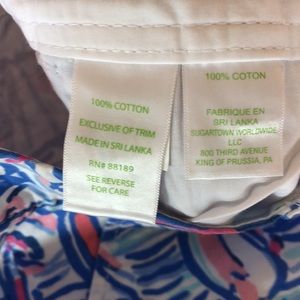 100% COTTON
EXCLUSIVE OF TRIM
MADE IN SRI LANKA
RN# 88189
SEE REVERSE
FOR CARE
100% COTON
FABRIQUE EN
SRI LANKA
SUGARTOWN WORLDWIDE
LLC
800 THIRD AVENUE
KING OF PRUSSIA, PA